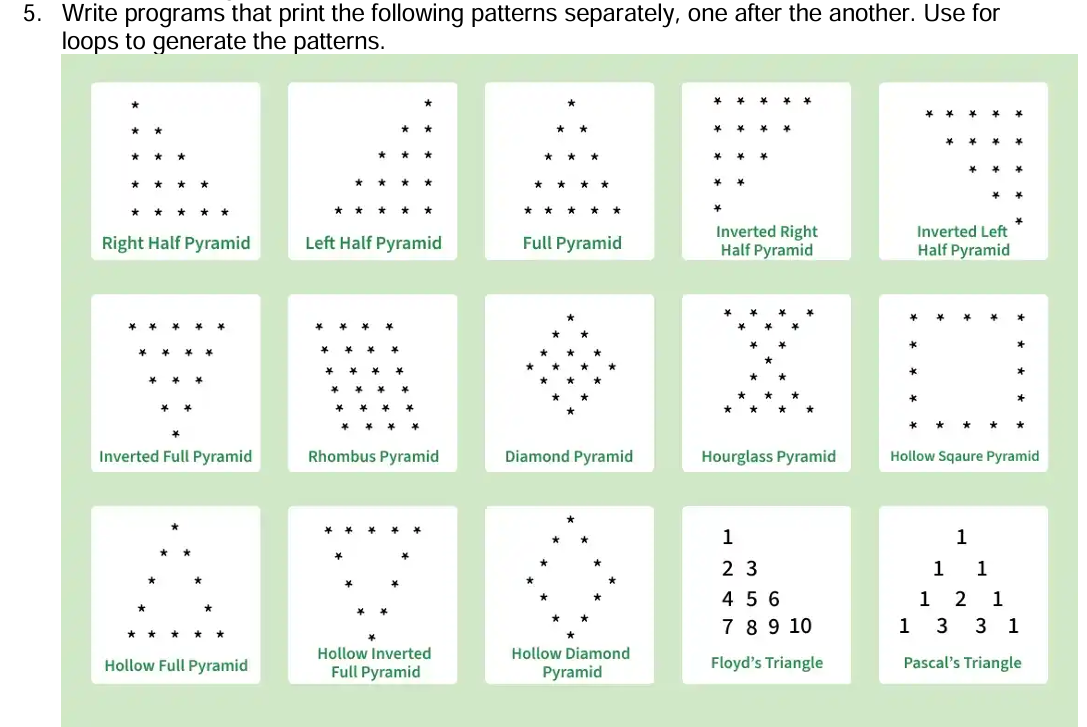 5. Write programs that print the following patterns separately, one after the another. Use for
loops to generate the patterns.
*
* *
* * *
* * * *
* * * * *
Right Half Pyramid
*
* *
* * *
* * * *
* * * * *
Left Half Pyramid
*
* *
* * *
* * * *
* * * * *
Full Pyramid
* * * * *
* * * *
* * *
* *
*
Inverted Right
Half Pyramid
* * * * *
* * * *
* * *
* *
*
Inverted Left
Half Pyramid
* * * * *
* * * *
* * *
* *
*
Inverted Full Pyramid
* * * *
* * * *
* * * *
* * * *
* * * *
* * * *
Rhombus Pyramid
*
* *
* * *
* * * *
* * *
* *
*
Diamond Pyramid
* * * *
* * *
* *
*
* *
* * *
* * * *
Hourglass Pyramid
* * * * *
* *
* *
* *
* * * * *
Hollow Sqaure Pyramid
*
* *
* *
* *
* * * * *
Hollow Full Pyramid
* * * * *
* *
* *
* *
*
Hollow Inverted
Full Pyramid
*
* *
* *
* *
* *
* *
*
Hollow Diamond
Pyramid
1
2 3
4 5 6
7 8 9 10
Floyd's Triangle
1
1 1
1 2 1
1 3 3 1
Pascal's Triangle